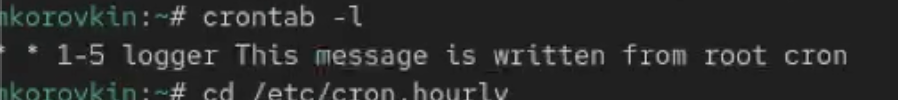 mkorovkin:~# crontab -l
* * 1-5 logger This message is written from root cron
mkorovkin:~# cd /etc/cron.hourly